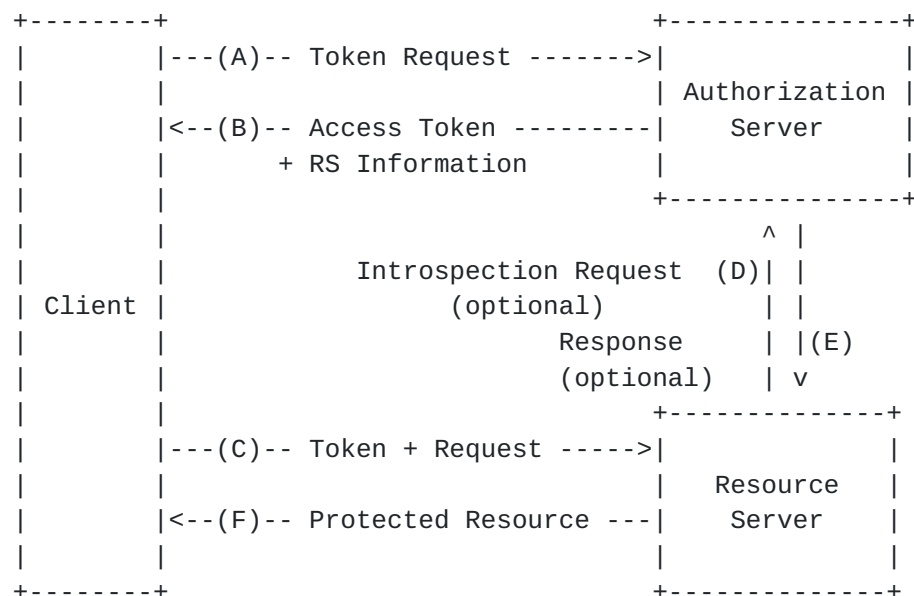 +--------+                               +---------------+
|        |---(A)-- Token Request ------->|               |
|        |                               | Authorization |
|        |<--(B)-- Access Token ---------|    Server     |
|        |       + RS Information        |               |
|        |                               +---------------+
|        |                                      ^ |
|        |            Introspection Request  (D)| |
| Client |                  (optional)          | |
|        |                         Response     | |(E)
|        |                         (optional)   | v
|        |                               +--------------+
|        |---(C)-- Token + Request ----->|              |
|        |                               |   Resource   |
|        |<--(F)-- Protected Resource ---|    Server    |
|        |                               |              |
+--------+                               +--------------+